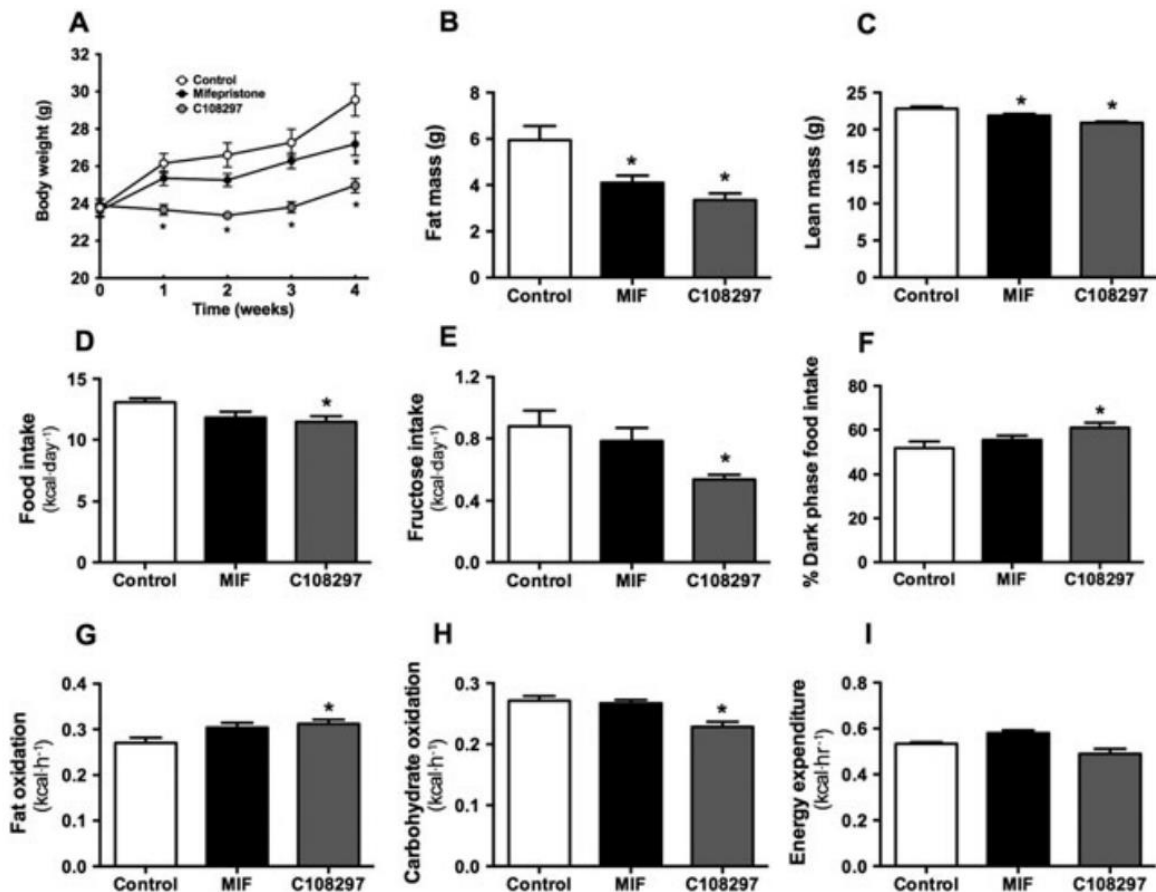 A
Body weight (g)
32
30
28
26
24
22
20
0 1 2 3 4
Time (weeks)
Control
Mifepristone
C108297
* * * * *
B
Fat mass (g)
8
6
4
2
0
* *
Control MIF C108297
C
Lean mass (g)
25
20
15
10
5
0
* *
Control MIF C108297
D
Food intake
(kcal·day⁻¹)
15
10
5
0
*
Control MIF C108297
E
Fructose intake
(kcal·day⁻¹)
1.2
0.8
0.4
0.0
*
Control MIF C108297
F
% Dark phase food intake
80
60
40
20
0
*
Control MIF C108297
G
Fat oxidation
(kcal·h⁻¹)
0.4
0.3
0.2
0.1
0.0
*
Control MIF C108297
H
Carbohydrate oxidation
(kcal·h⁻¹)
0.3
0.2
0.1
0.0
*
Control MIF C108297
I
Energy expenditure
(kcal·hr⁻¹)
0.8
0.6
0.4
0.2
0.0
Control MIF C108297